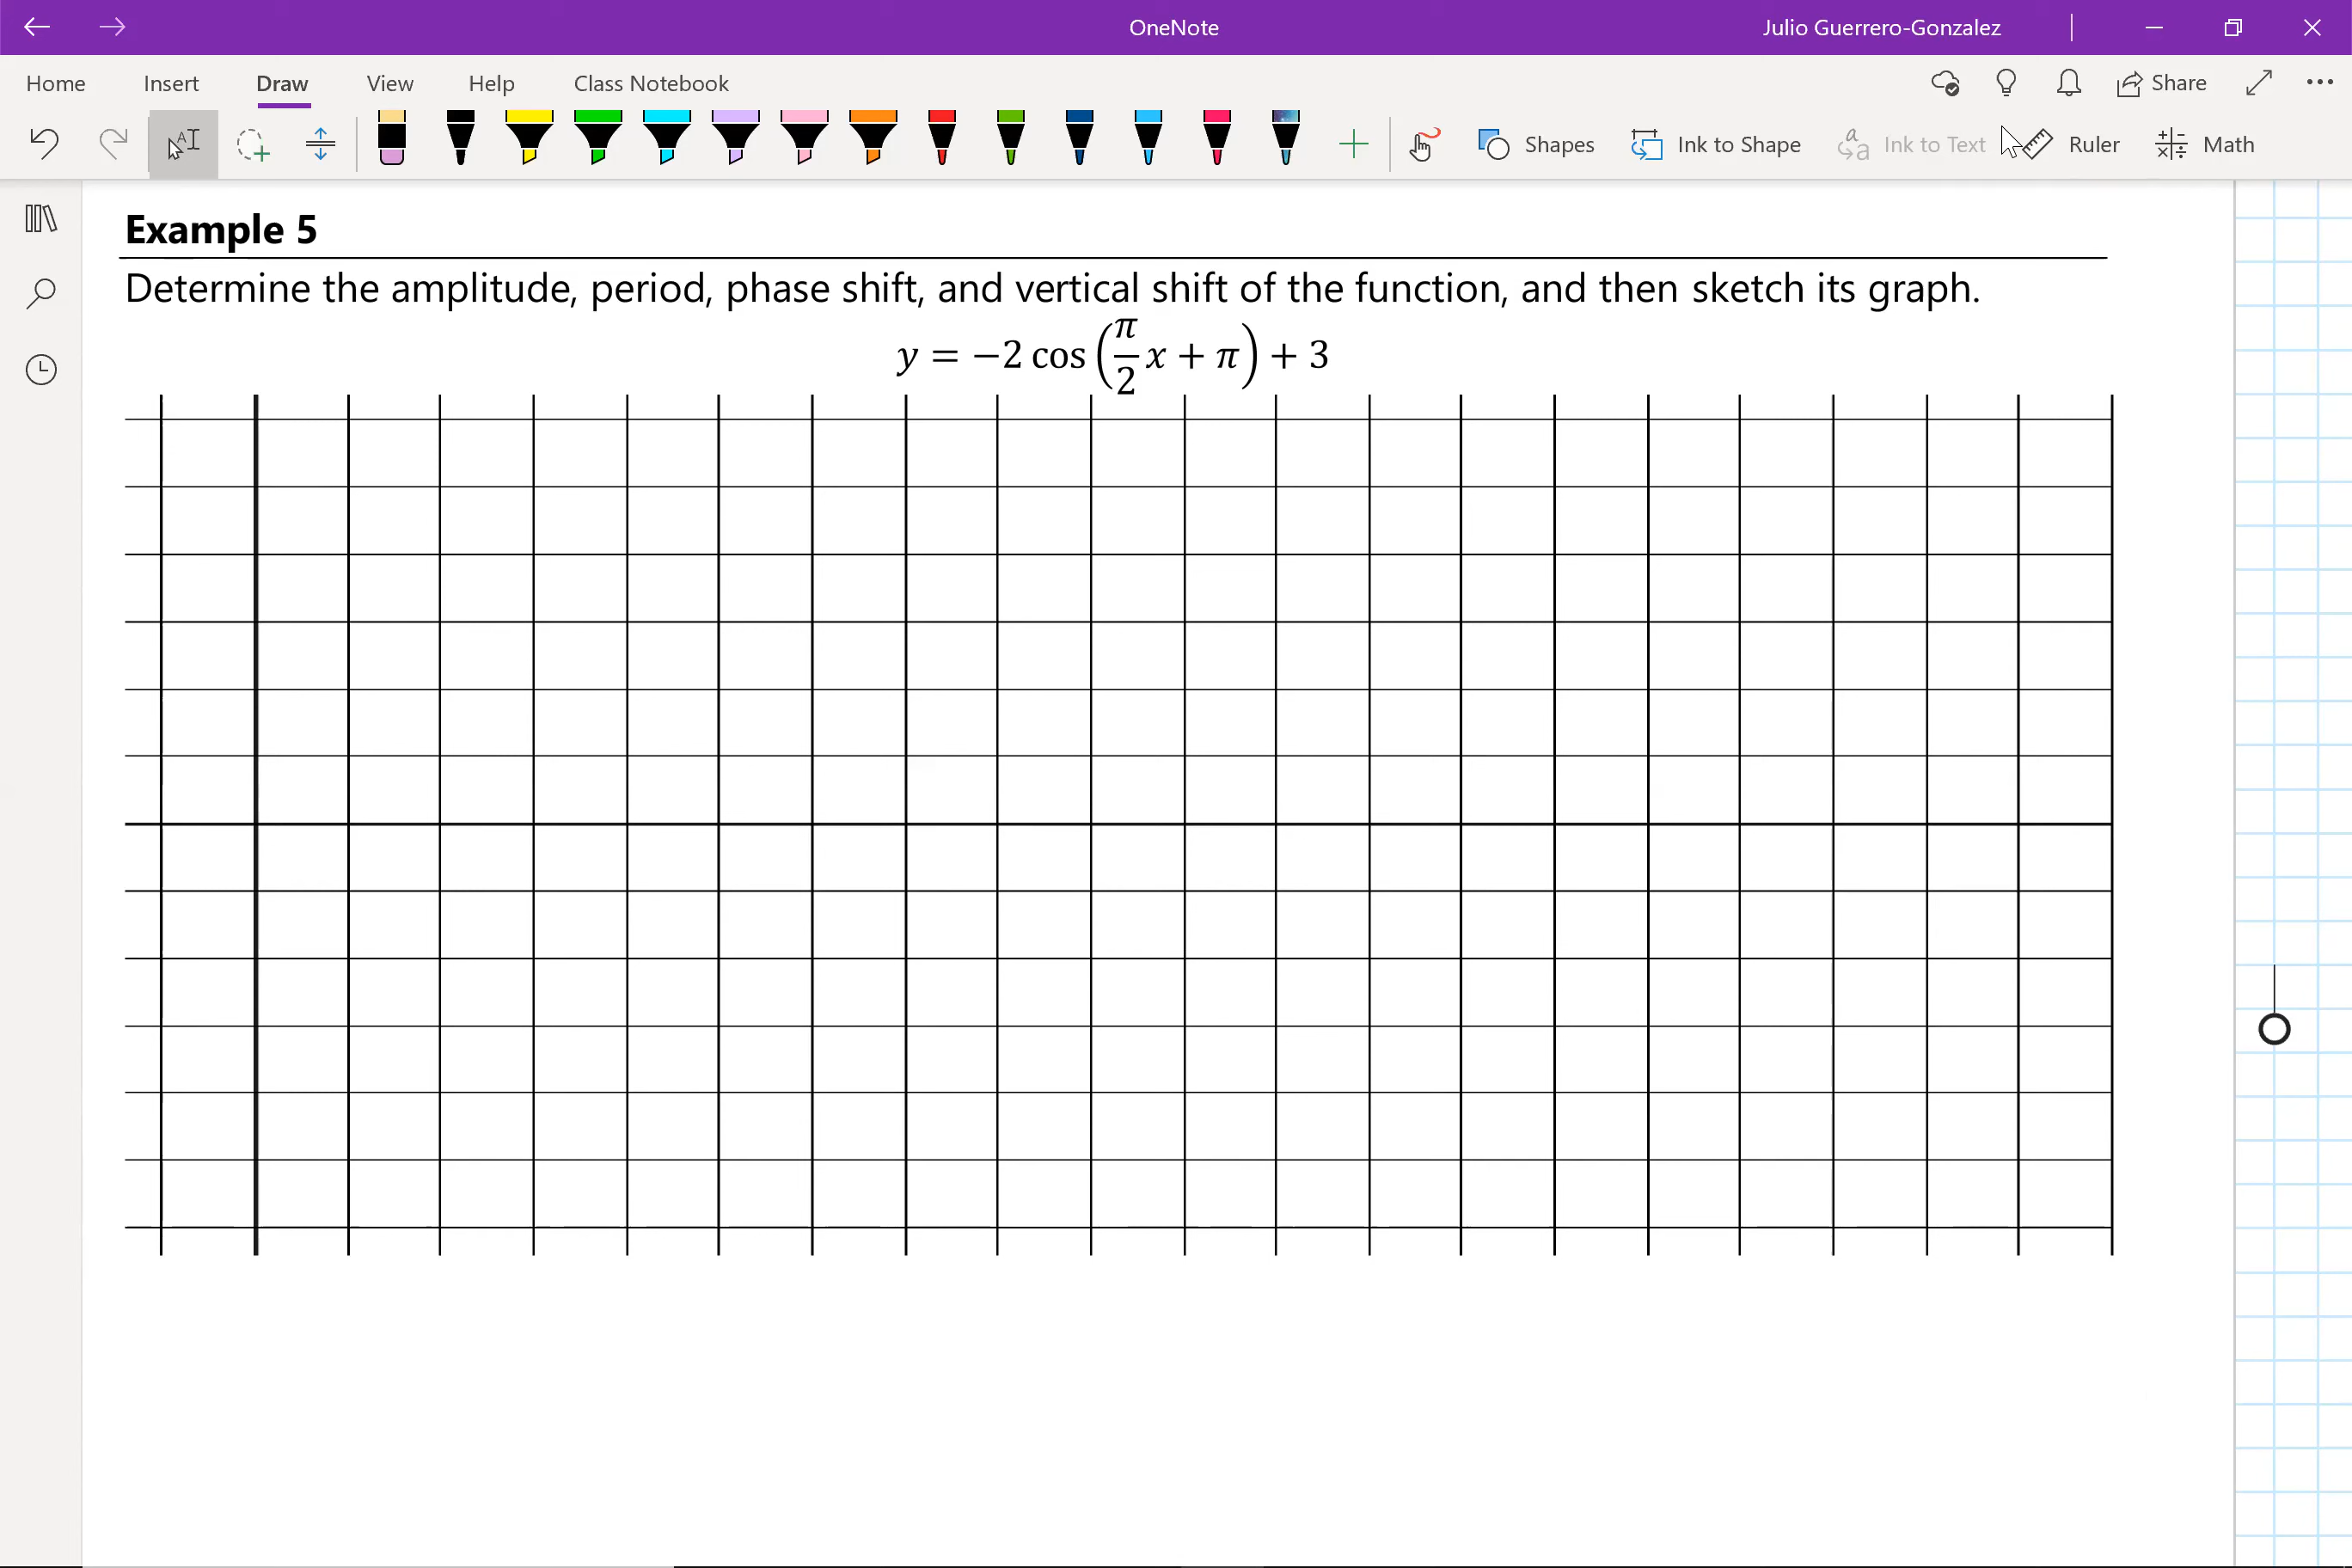 OneNote
Julio Guerrero-Gonzalez
Home Insert Draw View Help Class Notebook
Share
Shapes Ink to Shape Ink to Text Ruler Math
Example 5
Determine the amplitude, period, phase shift, and vertical shift of the function, and then sketch its graph.
y = −2 cos (π/2 x + π) + 3